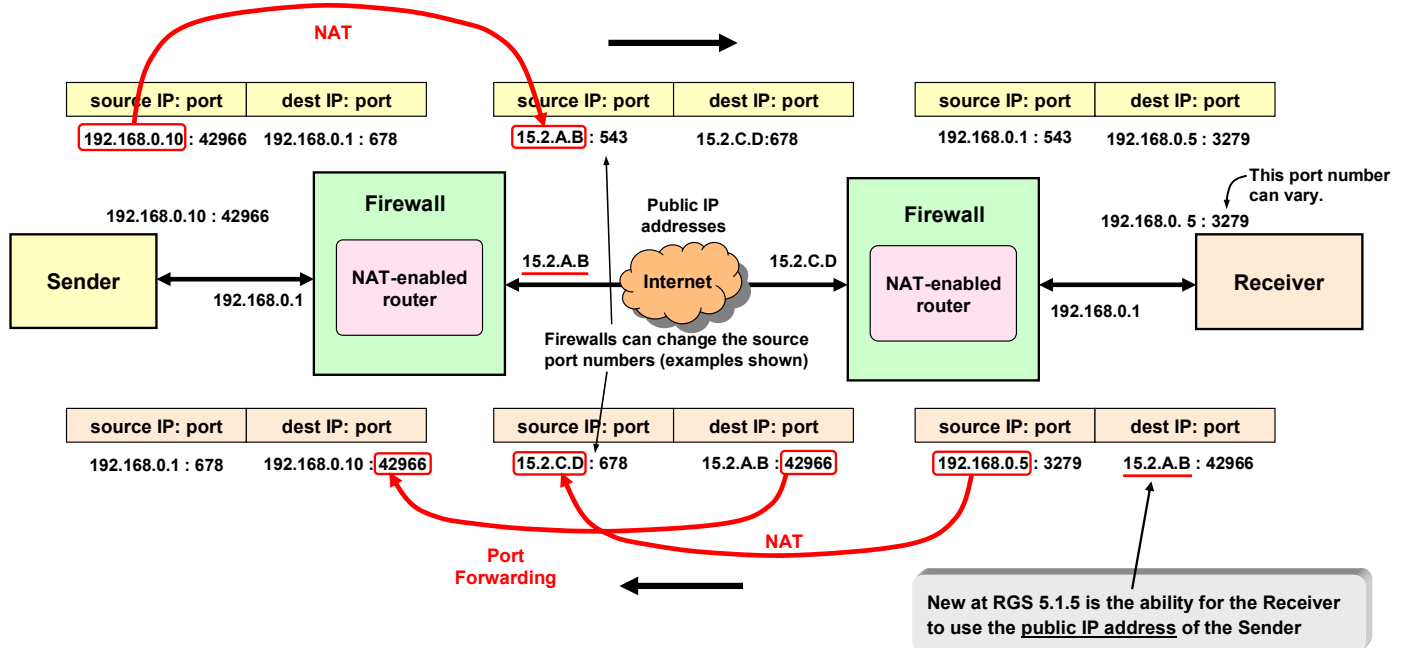 NAT
source IP: port dest IP: port
source IP: port dest IP: port
source IP: port dest IP: port
192.168.0.10 : 42966 192.168.0.1 : 678
15.2.A.B : 543 15.2.C.D:678
192.168.0.1 : 543 192.168.0.5 : 3279
This port number
can vary.
192.168.0.10 : 42966
Firewall
Public IP
addresses
Firewall
192.168.0. 5 : 3279
Sender
192.168.0.1
NAT-enabled
router
15.2.A.B
Internet
15.2.C.D
NAT-enabled
router
192.168.0.1
Receiver
Firewalls can change the source
port numbers (examples shown)
source IP: port dest IP: port
source IP: port dest IP: port
source IP: port dest IP: port
192.168.0.1 : 678 192.168.0.10 : 42966
15.2.C.D : 678 15.2.A.B : 42966
192.168.0.5 : 3279 15.2.A.B : 42966
Port
Forwarding
NAT
New at RGS 5.1.5 is the ability for the Receiver
to use the public IP address of the Sender